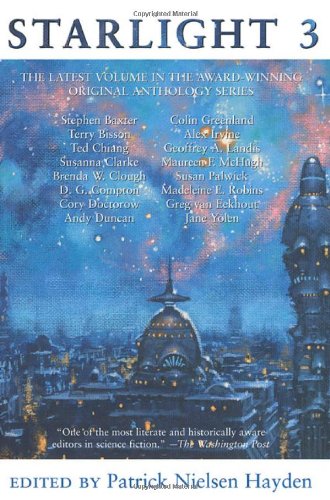 STARLIGHT 3
THE LATEST VOLUME IN THE AWARD-WINNING
ORIGINAL ANTHOLOGY SERIES
Stephen Baxter
Terry Bisson
Ted Chiang
Susanna Clarke
Brenda W. Clough
D. G. Compton
Cory Doctorow
Andy Duncan
Colin Greenland
Alex Irvine
Geoffrey A. Landis
Maureen F. McHugh
Susan Palwick
Madeleine E. Robins
Greg van Eekhout
Jane Yolen
"One of the most literate and historically aware
editors in science fiction." —The Washington Post
EDITED BY Patrick Nielsen Hayden